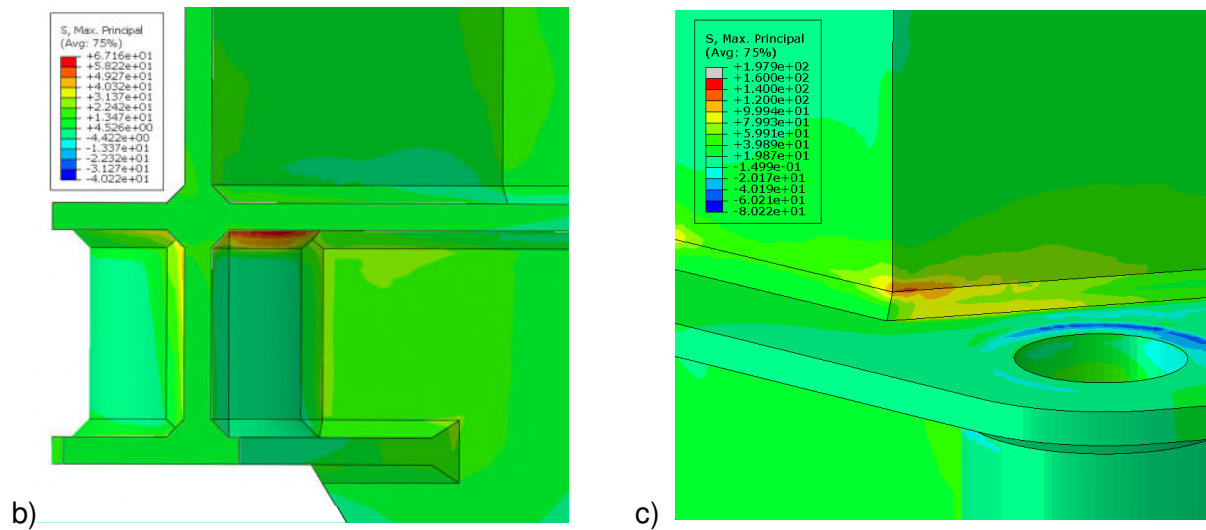 S, Max. Principal
(Avg: 75%)
+6.716e+01
+5.822e+01
+4.927e+01
+4.032e+01
+3.137e+01
+2.242e+01
+1.347e+01
+4.526e+00
-4.422e+00
-1.337e+01
-2.232e+01
-3.127e+01
-4.022e+01
b)
S, Max. Principal
(Avg: 75%)
+1.979e+02
+1.600e+02
+1.400e+02
+1.200e+02
+9.994e+01
+7.993e+01
+5.991e+01
+3.989e+01
+1.987e+01
-1.499e-01
-2.017e+01
-4.019e+01
-6.021e+01
-8.022e+01
c)